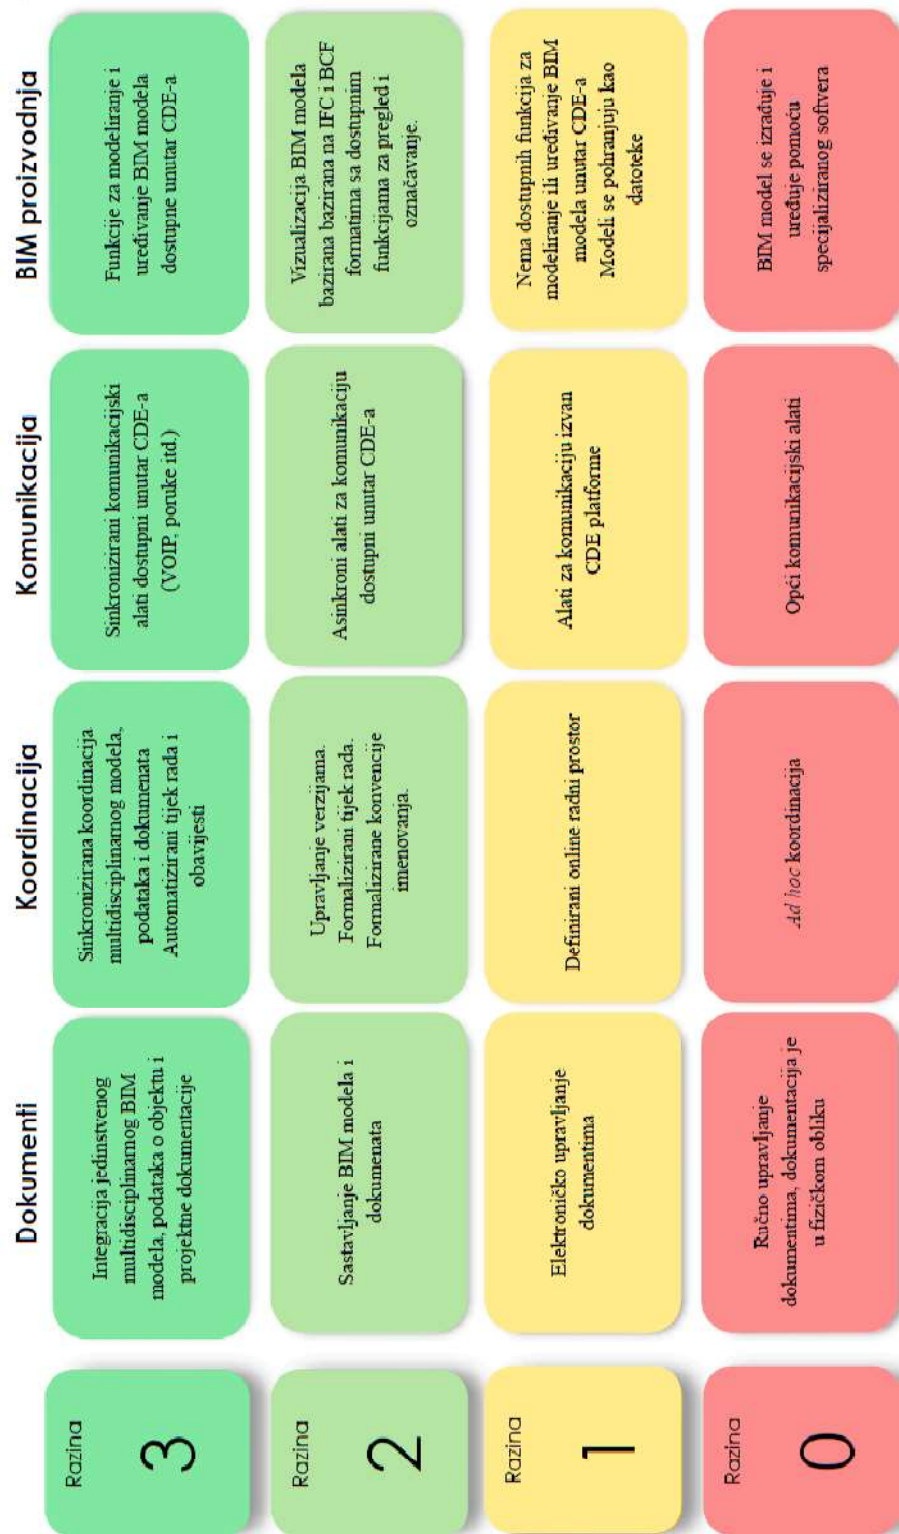 Dokumenti
Koordinacija
Komunikacija
BIM proizvodnja
Razina
3
Integracija jedinstvenog
multidisciplinarnog BIM
modela, podataka o objektu i
projektne dokumentacije
Sinkronizirana koordinacija
multidisciplinarnog modela,
podataka i dokumenata
Automatizirani tijek rada i
obavijesti
Sinkronizirani komunikacijski
alati dostupni unutar CDE-a
(VOIP, poruke itd.)
Funkcije za modeliranje i
uređivanje BIM modela
dostupne unutar CDE-a
Razina
2
Sastavljanje BIM modela i
dokumenata
Upravljanje verzijama.
Formalizirani tijek rada.
Formalizirane konvencije
imenovanja.
Asinkroni alati za komunikaciju
dostupni unutar CDE-a
Vizualizacija BIM modela
bazirana bazirana na IFC i BCF
formatima sa dostupnim
funkcijama za pregled i
označavanje.
Razina
1
Elektroničko upravljanje
dokumentima
Definirani online radni prostor
Alati za komunikaciju izvan
CDE platforme
Nema dostupnih funkcija za
modeliranje ili uređivanje BIM
modela unutar CDE-a
Modeli se pohranjuju kao
datoteke
Razina
0
Ručno upravljanje
dokumentima, dokumentacija je
u fizičkom obliku
Ad hoc koordinacija
Opći komunikacijski alati
BIM model se izrađuje i
uređuje pomoću
specijaliziranog softvera